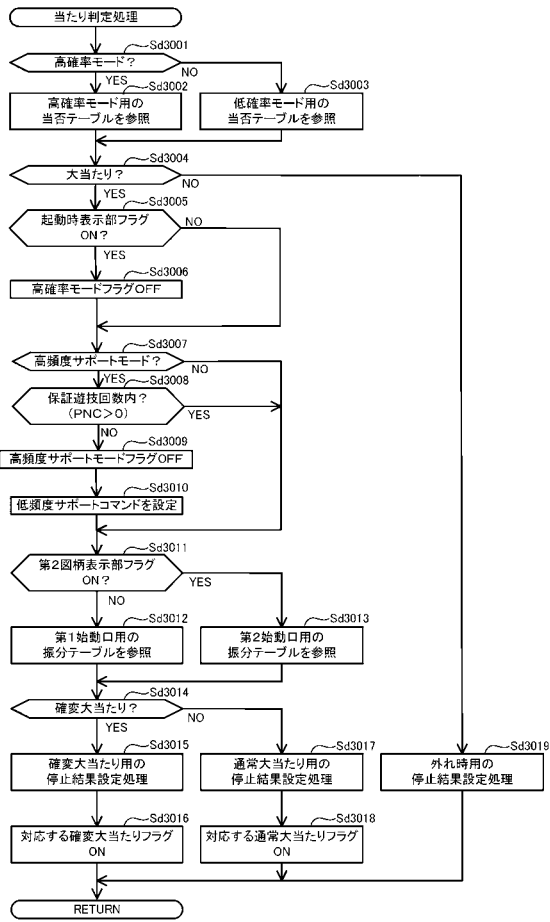 当たり判定処理
Sd3001
高確率モード？
YES
NO
Sd3002
高確率モード用の
当否テーブルを参照
Sd3003
低確率モード用の
当否テーブルを参照
Sd3004
大当たり？
YES
NO
Sd3005
起動時表示部フラグ
ON？
YES
NO
Sd3006
高確率モードフラグOFF
Sd3007
高頻度サポートモード？
YES
NO
Sd3008
保証遊技回数内？
(PNC＞0)
YES
NO
Sd3009
高頻度サポートモードフラグOFF
Sd3010
低頻度サポートコマンドを設定
Sd3011
第2図柄表示部フラグ
ON？
YES
NO
Sd3012
第1始動口用の
振分テーブルを参照
Sd3013
第2始動口用の
振分テーブルを参照
Sd3014
確変大当たり？
YES
NO
Sd3015
確変大当たり用の
停止結果設定処理
Sd3017
通常大当たり用の
停止結果設定処理
Sd3019
外れ時用の
停止結果設定処理
Sd3016
対応する確変大当たりフラグ
ON
Sd3018
対応する通常大当たりフラグ
ON
RETURN